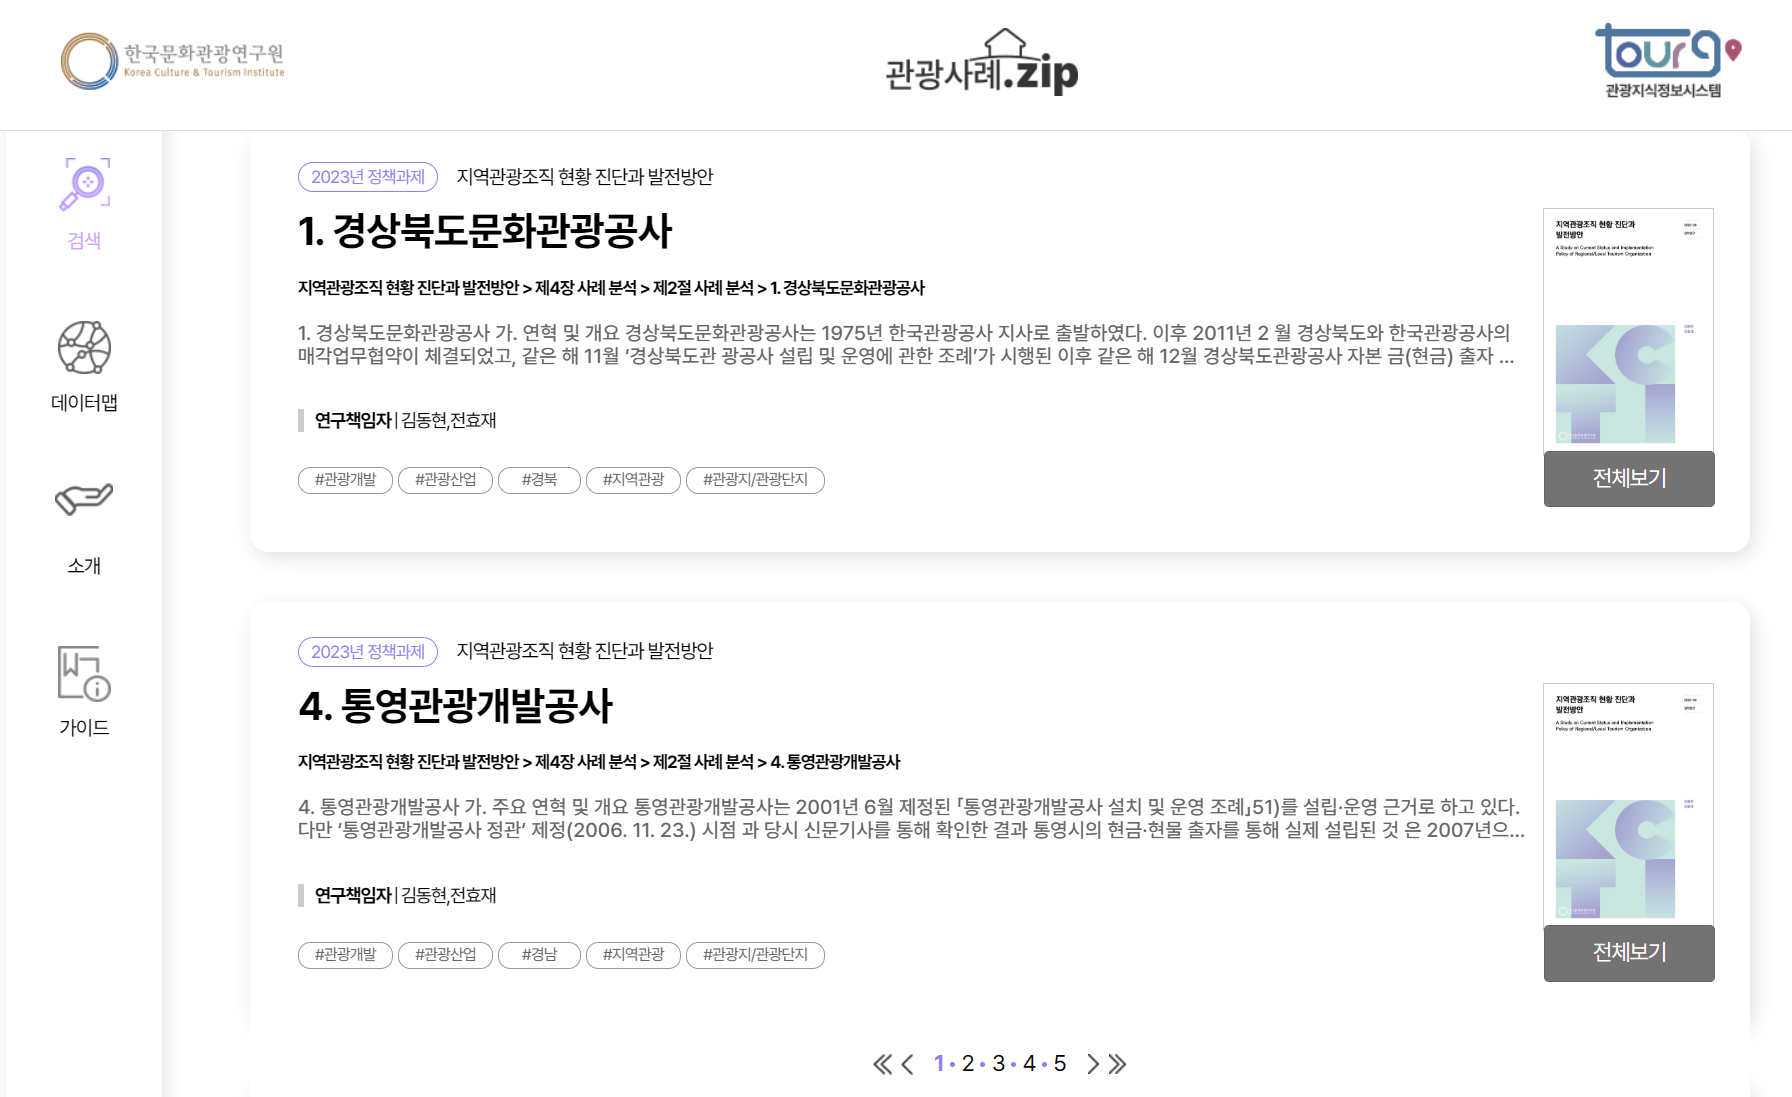 한국문화관광연구원
Korea Culture & Tourism Institute
관광사례.zip
tour9
관광지식정보시스템
검색
데이터맵
소개
가이드
2023년 정책과제 지역관광조직 현황 진단과 발전방안
1. 경상북도문화관광공사
지역관광조직 현황 진단과 발전방안 > 제4장 사례 분석 > 제2절 사례 분석 > 1. 경상북도문화관광공사
1. 경상북도문화관광공사 가. 연혁 및 개요 경상북도문화관광공사는 1975년 한국관광공사 지사로 출발하였다. 이후 2011년 2 월 경상북도와 한국관광공사의
매각업무협약이 체결되었고, 같은 해 11월 ‘경상북도관 광공사 설립 및 운영에 관한 조례’가 시행된 이후 같은 해 12월 경상북도관광공사 자본 금(현금) 출자 ...
연구책임자 | 김동현,전효재
#관광개발 #관광산업 #경북 #지역관광 #관광지/관광단지
지역관광조직 현황 진단과
발전방안
A Study on Current Status and Implementation
Policy of Regional/Local Tourism Organization
전체보기
2023년 정책과제 지역관광조직 현황 진단과 발전방안
4. 통영관광개발공사
지역관광조직 현황 진단과 발전방안 > 제4장 사례 분석 > 제2절 사례 분석 > 4. 통영관광개발공사
4. 통영관광개발공사 가. 주요 연혁 및 개요 통영관광개발공사는 2001년 6월 제정된 ｢통영관광개발공사 설치 및 운영 조례｣51)를 설립·운영 근거로 하고 있다.
다만 ‘통영관광개발공사 정관’ 제정(2006. 11. 23.) 시점 과 당시 신문기사를 통해 확인한 결과 통영시의 현금·현물 출자를 통해 실제 설립된 것 은 2007년으...
연구책임자 | 김동현,전효재
#관광개발 #관광산업 #경남 #지역관광 #관광지/관광단지
지역관광조직 현황 진단과
발전방안
A Study on Current Status and Implementation
Policy of Regional/Local Tourism Organization
전체보기
1 · 2 · 3 · 4 · 5